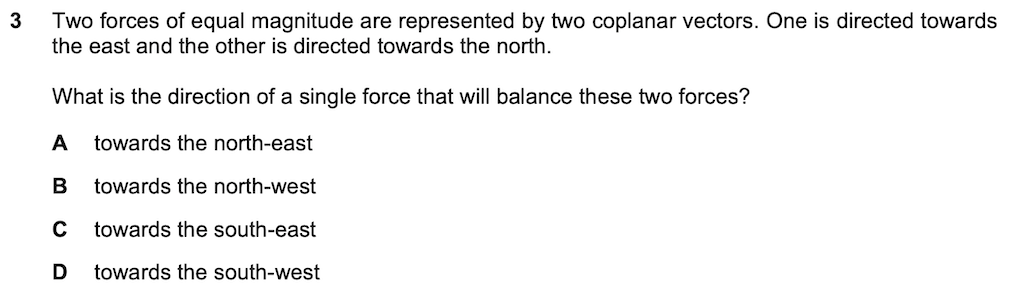 3 Two forces of equal magnitude are represented by two coplanar vectors. One is directed towards
the east and the other is directed towards the north.
What is the direction of a single force that will balance these two forces?
A towards the north-east
B towards the north-west
C towards the south-east
D towards the south-west